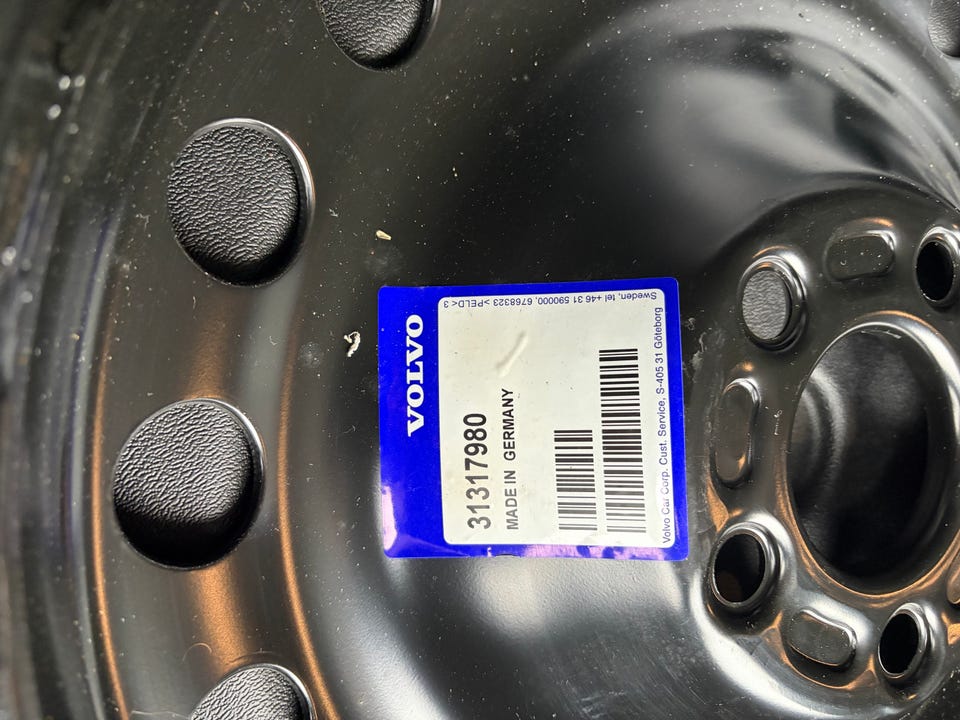 VOLVO
31317980
MADE IN GERMANY
Volvo Car Corp. Cust. Service, S-405 31 Göteborg
Sweden, tel +46 31 590000, 6768323 >PELD< 3